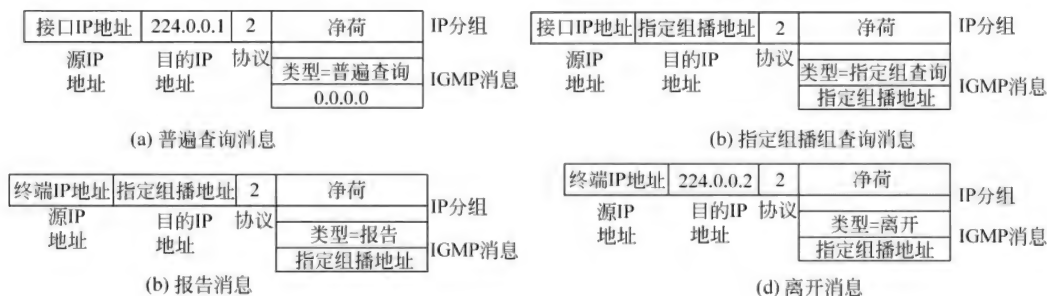 接口IP地址 224.0.0.1 2 净荷 IP分组
源IP地址 目的IP地址 协议
类型=普遍查询 IGMP消息
0.0.0.0
(a) 普遍查询消息
接口IP地址 指定组播地址 2 净荷 IP分组
源IP地址 目的IP地址 协议
类型=指定组查询 IGMP消息
指定组播地址
(b) 指定组播组查询消息
终端IP地址 指定组播地址 2 净荷 IP分组
源IP地址 目的IP地址 协议
类型=报告 IGMP消息
指定组播地址
(b) 报告消息
终端IP地址 224.0.0.2 2 净荷 IP分组
源IP地址 目的IP地址 协议
类型=离开 IGMP消息
指定组播地址
(d) 离开消息